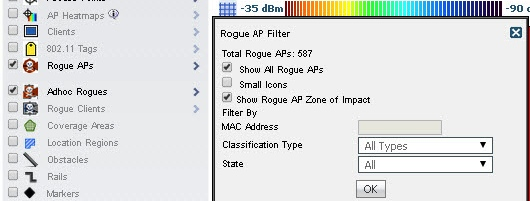 AP Heatmaps
Clients
802.11 Tags
Rogue APs
Adhoc Rogues
Rogue Clients
Coverage Areas
Location Regions
Obstacles
Rails
Markers
-35 dBm
-90
Rogue AP Filter
Total Rogue APs: 587
Show All Rogue APs
Small Icons
Show Rogue AP Zone of Impact
Filter By
MAC Address
Classification Type
All Types
State
All
OK